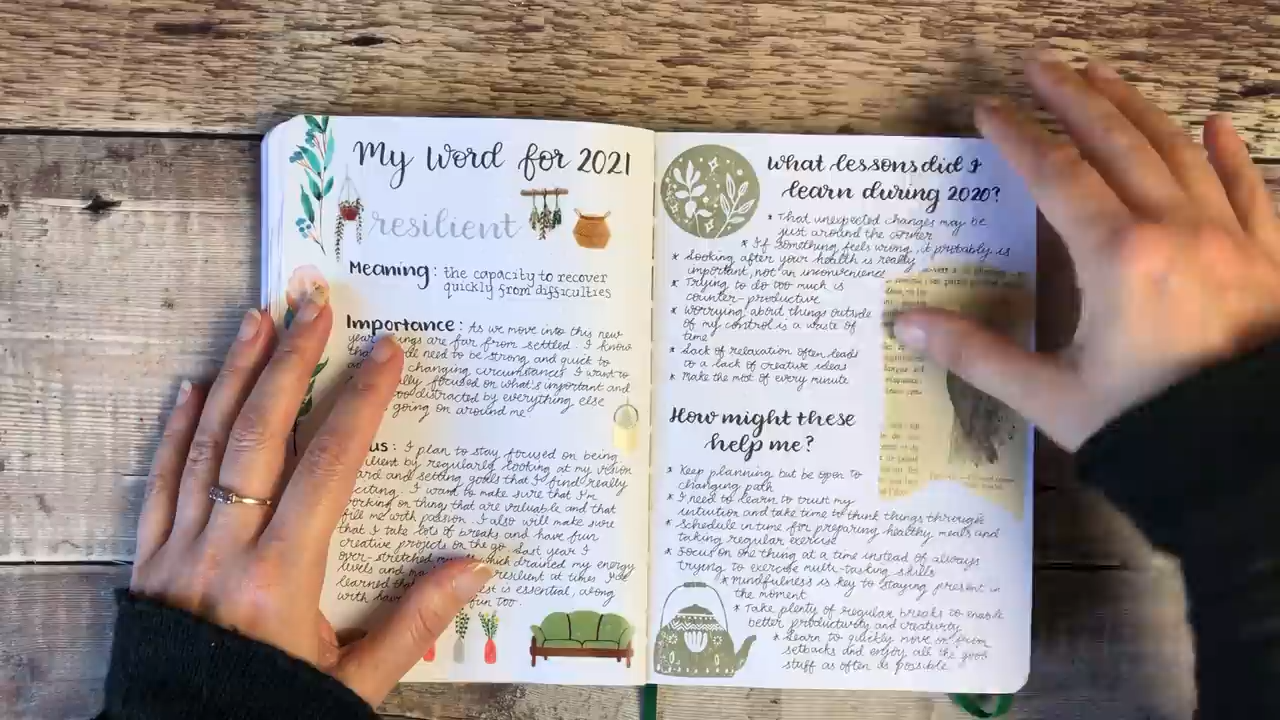 My Word for 2021
resilient
Meaning: the capacity to recover
quickly from difficulties
Importance: As we move into this new
year things are far from settled. I know
need to be strong and quick to
changing circumstances. I want to
focused on what's important and
too distracted by everything else
going on around me
I plan to stay focused on being
by regularly looking at my vision
and setting goals that I find really
I want to make sure that I'm
working on things that are valuable and that
fill me with passion. I also will make sure
that I take lots of breaks and have fun
creative projects on the go. Last year I
over-stretched which drained my energy
levels and resilient at times. I've
learned that rest is essential, along
with fun too.
What lessons did I
learn during 2020?
* That unexpected changes may be
just around the corner
* If something feels wrong, it probably is
* Looking after your health is really
important, not an inconvenience
* Trying to do too much is
counter-productive
* Worrying about things outside
of my control is a waste of
time
* Lack of relaxation often leads
to a lack of creative ideas
* Make the most of every minute
How might these
help me?
* Keep planning but be open to
changing path
* I need to learn to trust my
intuition and take time to think things through
* Schedule in time for preparing healthy meals and
taking regular exercise
* Focus on one thing at a time instead of always
trying to exercise multi-tasking skills
* Mindfulness is key to staying present in
the moment
* Take plenty of regular breaks to enable
better productivity and creativity
* Learn to quickly move on from
setbacks and enjoy all the good
stuff as often as possible